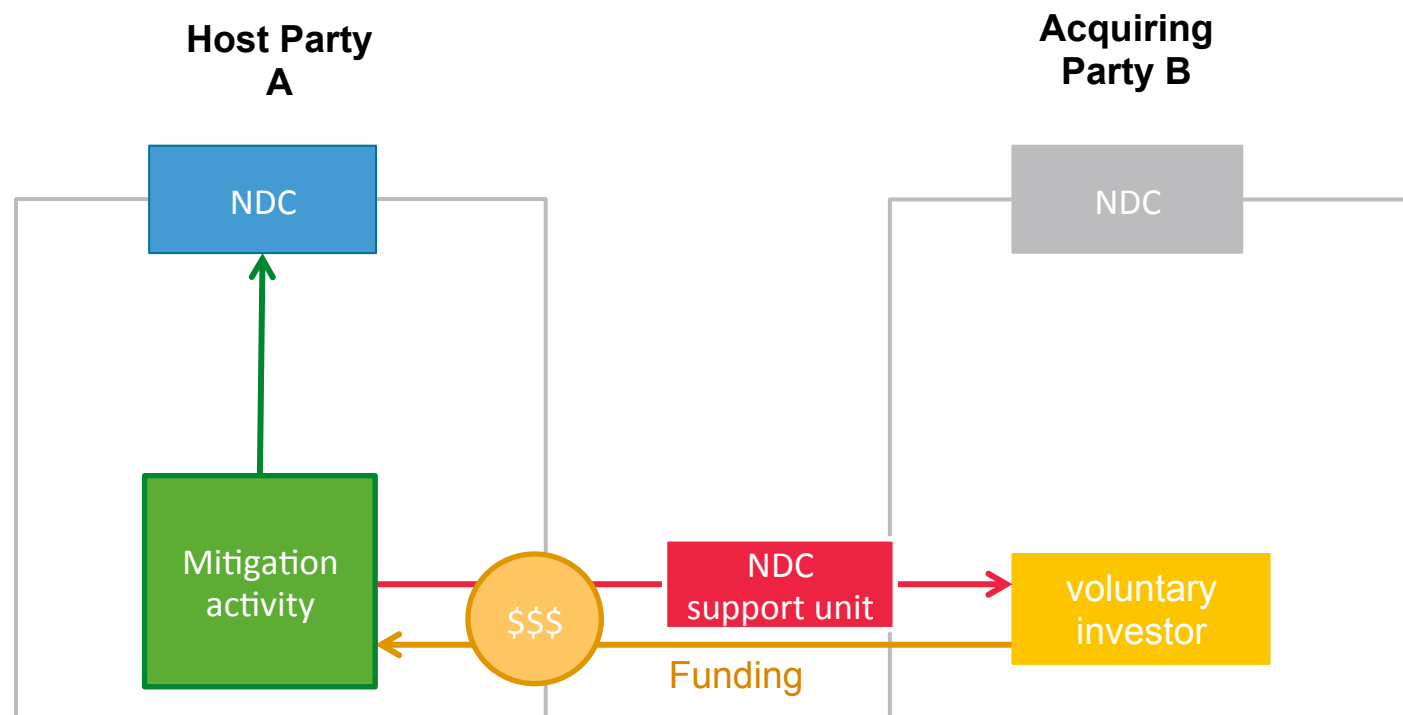 Host Party
A
Acquiring
Party B
NDC
NDC
Mitigation
activity
$$$
NDC
support unit
voluntary
investor
Funding